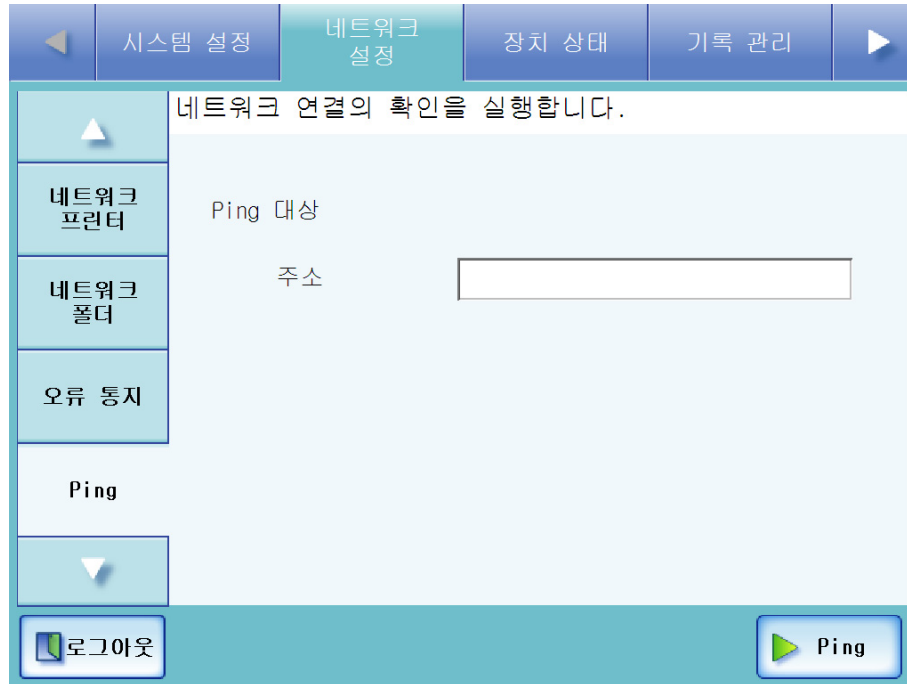 시스템 설정
네트워크
설정
장치 상태
기록 관리
네트워크 연결의 확인을 실행합니다.
네트워크
프린터
네트워크
폴더
오류 통지
Ping
Ping 대상
주소
로그아웃
Ping